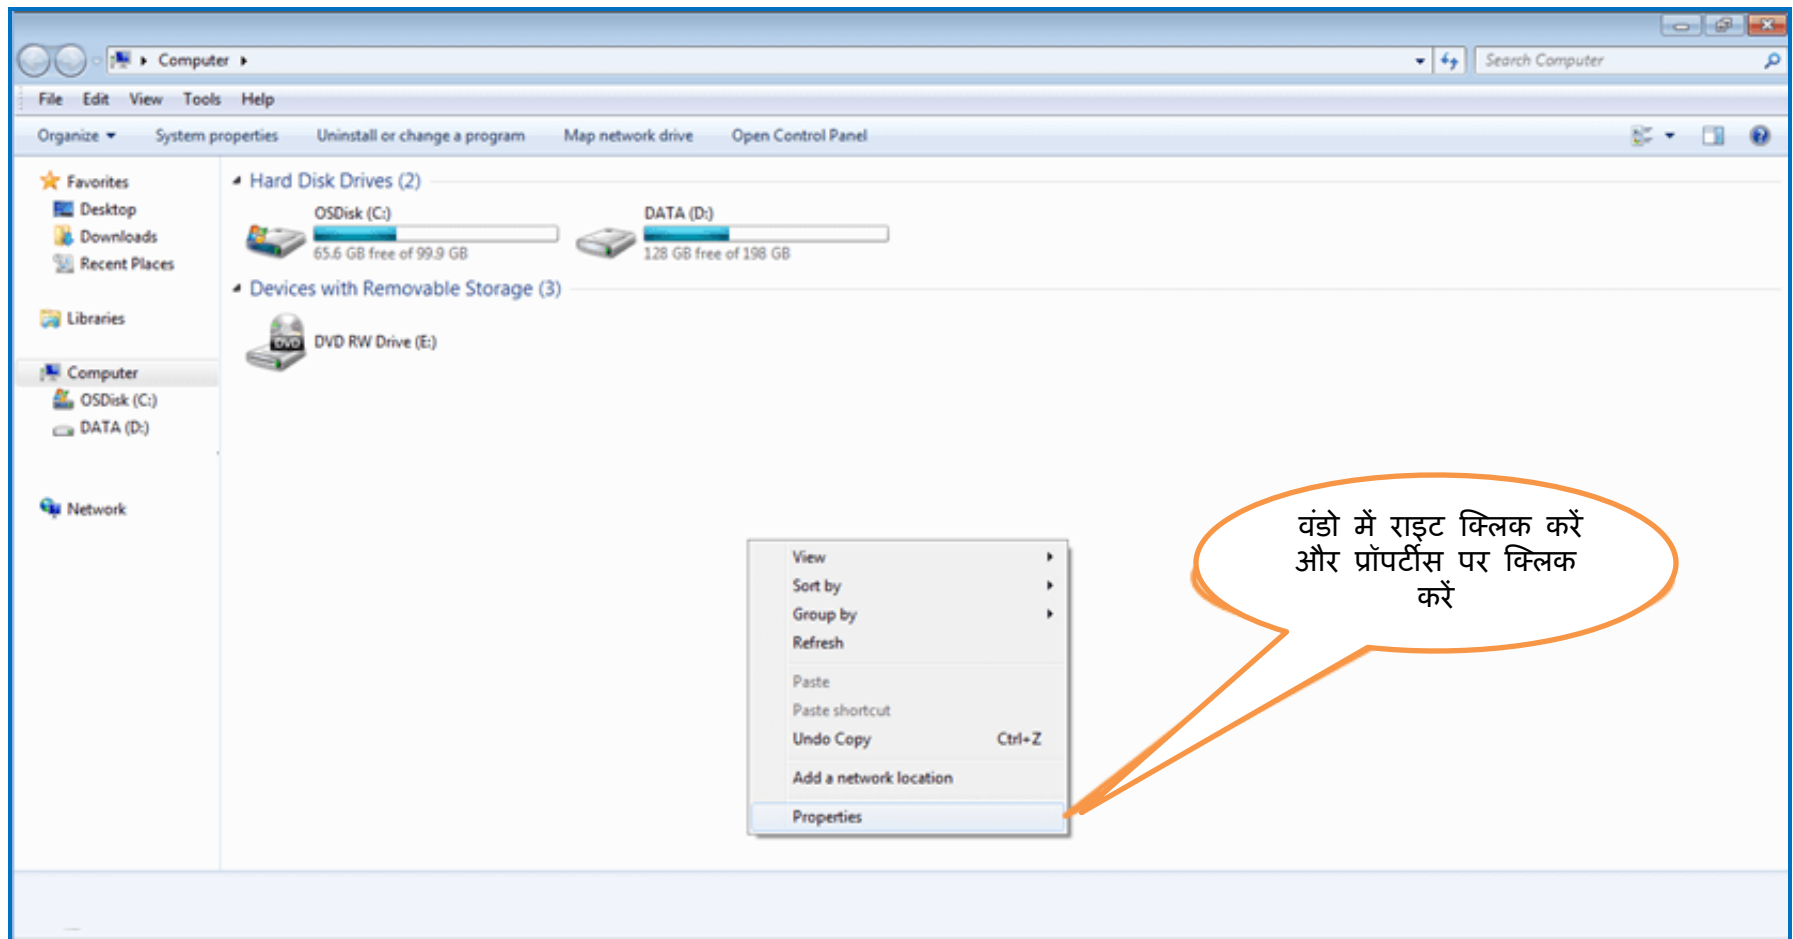 Computer
Search Computer
File Edit View Tools Help
Organize System properties Uninstall or change a program Map network drive Open Control Panel
Favorites
Desktop
Downloads
Recent Places
Libraries
Computer
OSDisk (C:)
DATA (D:)
Network
Hard Disk Drives (2)
OSDisk (C:)
65.6 GB free of 99.9 GB
DATA (D:)
128 GB free of 198 GB
Devices with Removable Storage (3)
DVD
DVD RW Drive (E:)
View
Sort by
Group by
Refresh
Paste
Paste shortcut
Undo Copy Ctrl+Z
Add a network location
Properties
वंडो में राइट क्लिक करें
और प्रॉपर्टीस पर क्लिक
करें